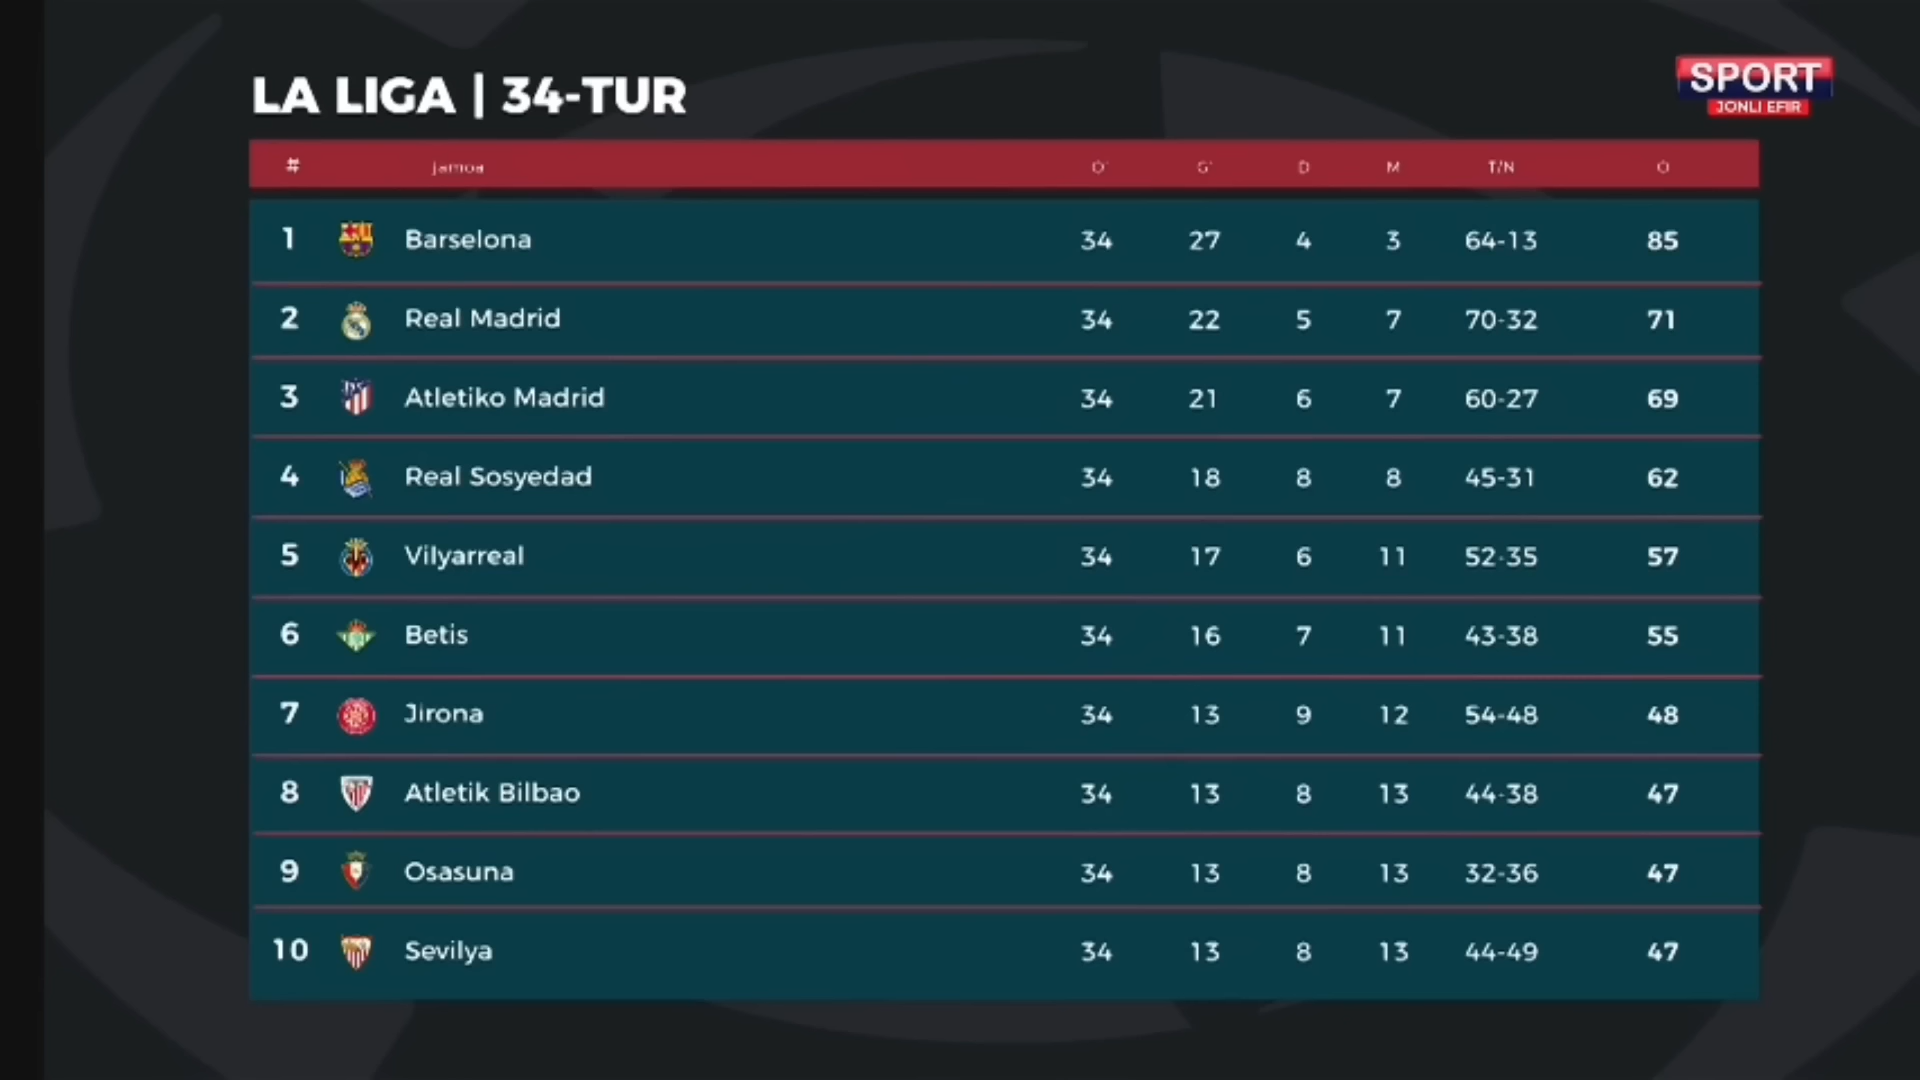 LA LIGA | 34-TUR
SPORT
JONLI EFIR
# jamoa O' G' D M T/N O
1 Barselona 34 27 4 3 64-13 85
2 Real Madrid 34 22 5 7 70-32 71
3 Atletiko Madrid 34 21 6 7 60-27 69
4 Real Sosyedad 34 18 8 8 45-31 62
5 Vilyarreal 34 17 6 11 52-35 57
6 Betis 34 16 7 11 43-38 55
7 Jirona 34 13 9 12 54-48 48
8 Atletik Bilbao 34 13 8 13 44-38 47
9 Osasuna 34 13 8 13 32-36 47
10 Sevilya 34 13 8 13 44-49 47